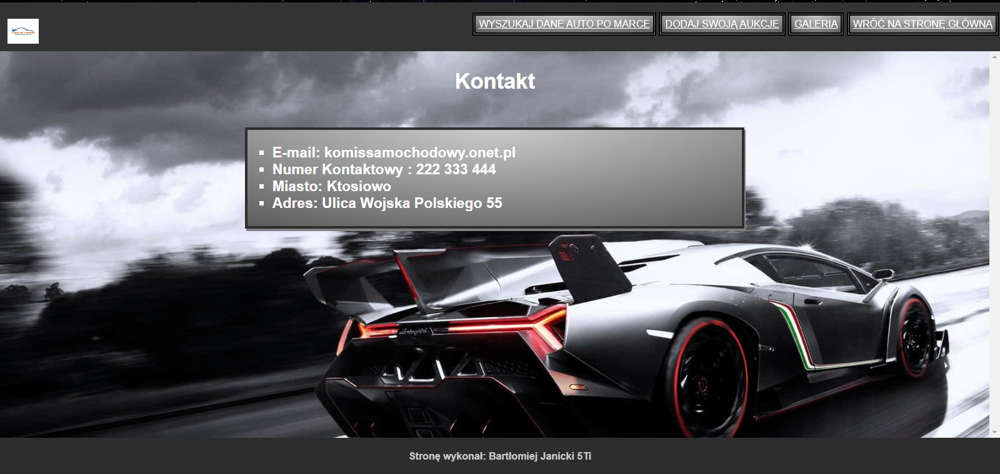 WYSZUKAJ DANE AUTO PO MARCE
DODAJ SWOJĄ AUKCJE
GALERIA
WRÓĆ NA STRONĘ GŁÓWNĄ
Kontakt
E-mail: komissamochodowy.onet.pl
Numer Kontaktowy : 222 333 444
Miasto: Ktosiowo
Adres: Ulica Wojska Polskiego 55
Stronę wykonał: Bartłomiej Janicki 5Ti